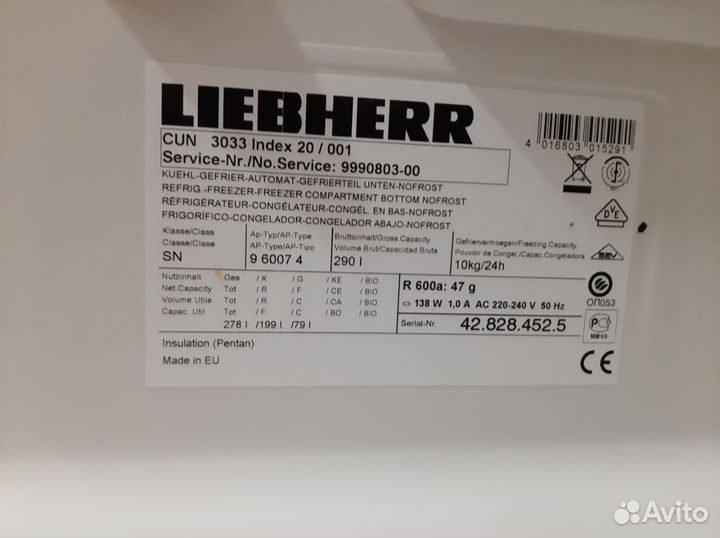 LIEBHERR
CUN 3033 Index 20 / 001
Service-Nr./No.Service: 9990803-00
4 016803 015291
KUEHL-GEFRIER-AUTOMAT-GEFRIERTEIL UNTEN-NOFROST
REFRIG.-FREEZER-FREEZER COMPARTMENT BOTTOM NOFROST
RÉFRIGÉRATEUR-CONGÉLATEUR-CONGÉL. EN BAS-NOFROST
FRIGORÍFICO-CONGELADOR-CONGELADOR ABAJO-NOFROST
DVE
Klasse/Class Ap-Typ/AP-Type Bruttoinhalt/Gross Capacity Gefriervermoegen/Freezing Capacity
Classe/Clase AP-Type/AP-Tipo Volume Brut/Capacidad Bruta Pouvoir de Congel./Capac.Congeladora
SN 9 6007 4 290 l 10kg/24h
Nutzinhalt Ges / K / G / KE / BIO
Net.Capacity Tot / R / F / CE / BIO
Volume Utile Tot / R / C / CA / BIO
Capac. Util Tot / F / C / BO / BIO
278 l /199 l /79 l
R 600a: 47 g
138 W 1,0 A AC 220-240 V 50 Hz
Serial-Nr. 42.828.452.5
ОП053
РС
МЕ10
Insulation (Pentan)
Made in EU
CE
Avito